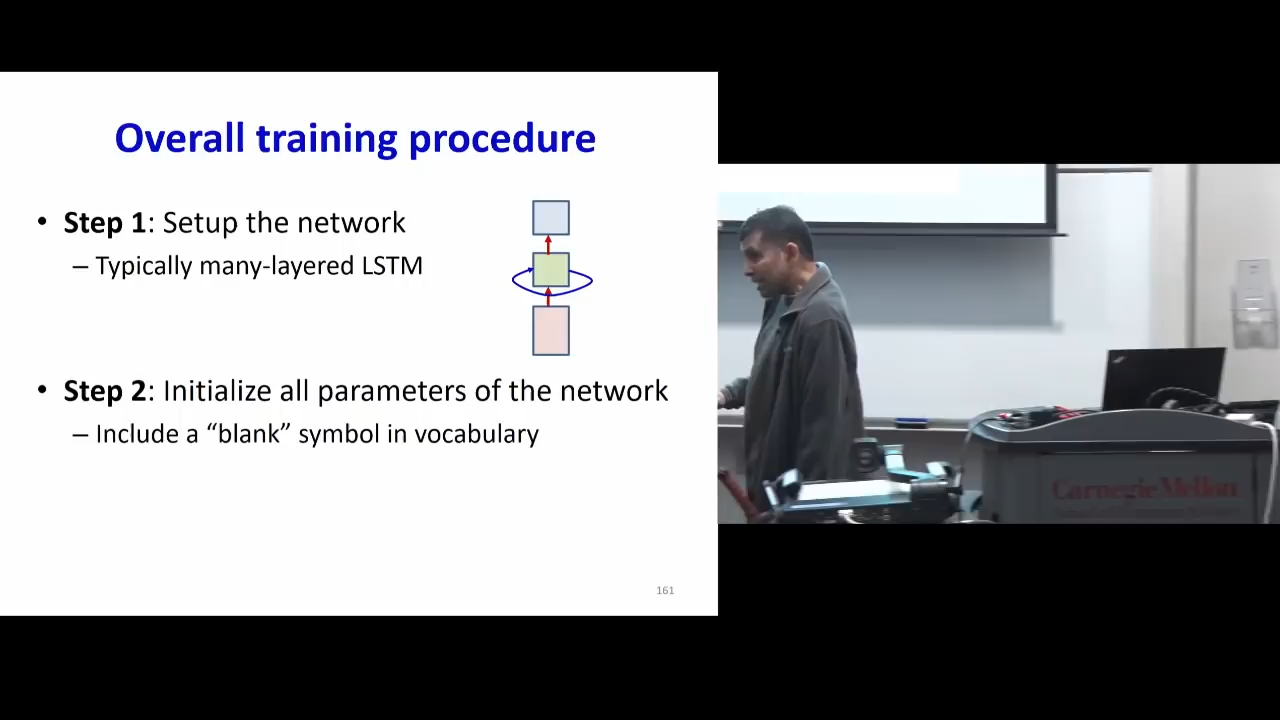 Overall training procedure
• Step 1: Setup the network
– Typically many-layered LSTM
• Step 2: Initialize all parameters of the network
– Include a “blank” symbol in vocabulary
161
Carnegie Mellon